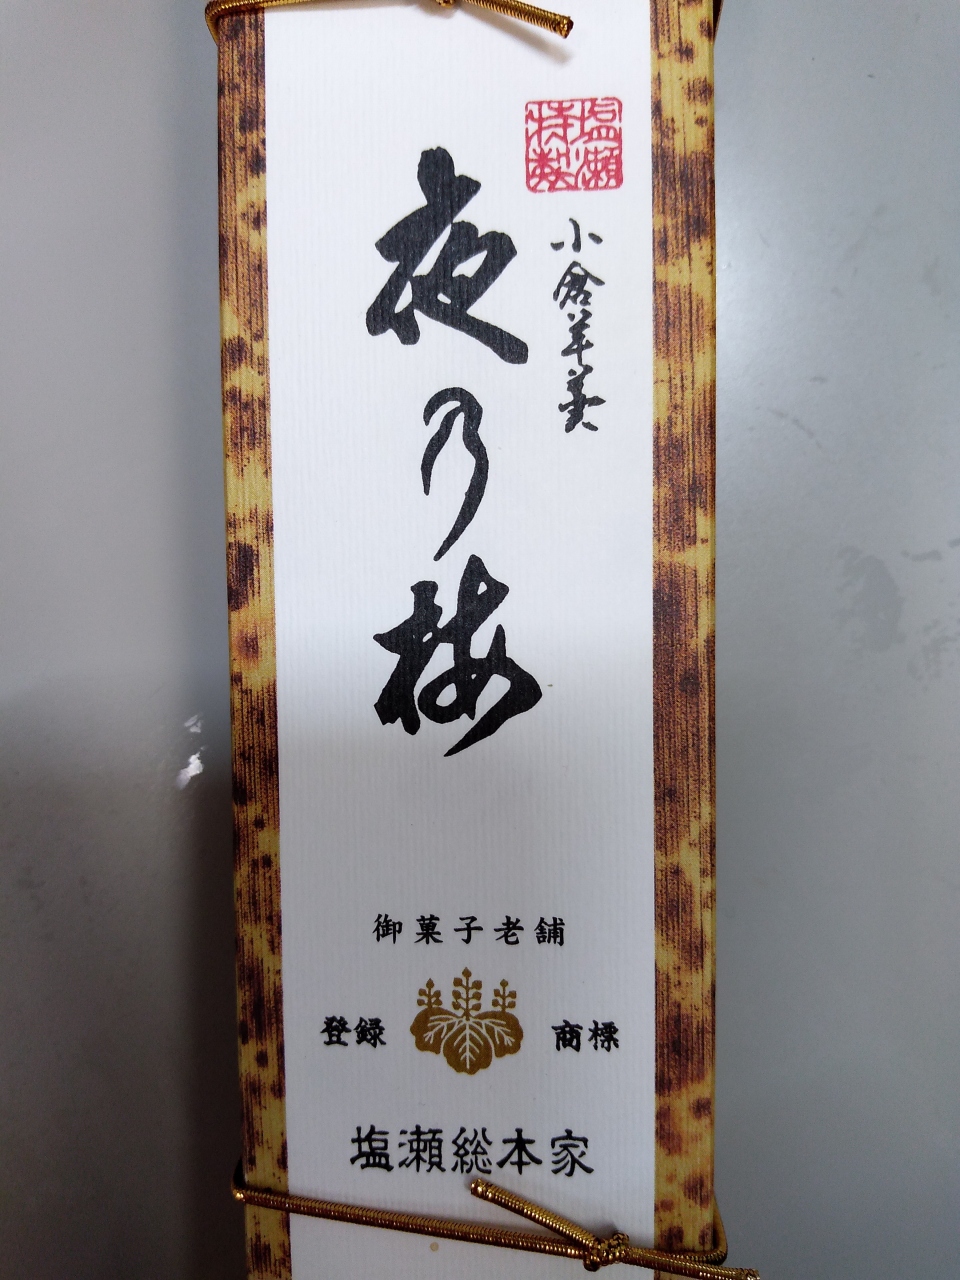 塩瀬
特製
小倉羊羹
夜乃梅
御菓子老舗
登録 商標
塩瀬総本家